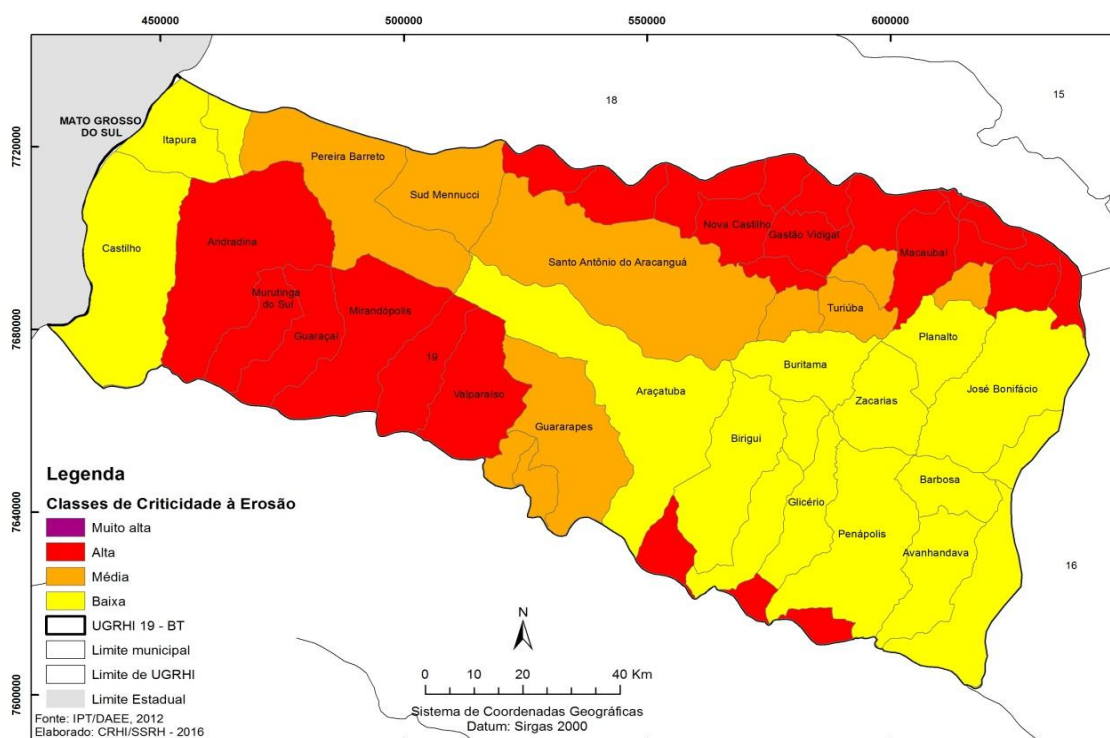 450000
500000
550000
600000
7720000
7680000
7640000
7600000
MATO GROSSO
DO SUL
18
15
16
19
Itapura
Castilho
Pereira Barreto
Sud Mennucci
Andradina
Murutinga
do Sul
Guaraçaí
Mirandópolis
Valparaíso
Santo Antônio do Aracanguá
Nova Castilho
Gastão Vidigal
Macaubal
Turiúba
Planalto
Buritama
Zacarias
José Bonifácio
Araçatuba
Birigui
Guararapes
Glicério
Barbosa
Penápolis
Avanhandava
Legenda
Classes de Criticidade à Erosão
Muito alta
Alta
Média
Baixa
UGRHI 19 - BT
Limite municipal
Limite de UGRHI
Limite Estadual
Fonte: IPT/DAEE, 2012
Elaborado: CRHI/SSRH - 2016
N
0 10 20 40 Km
Sistema de Coordenadas Geográficas
Datum: Sirgas 2000